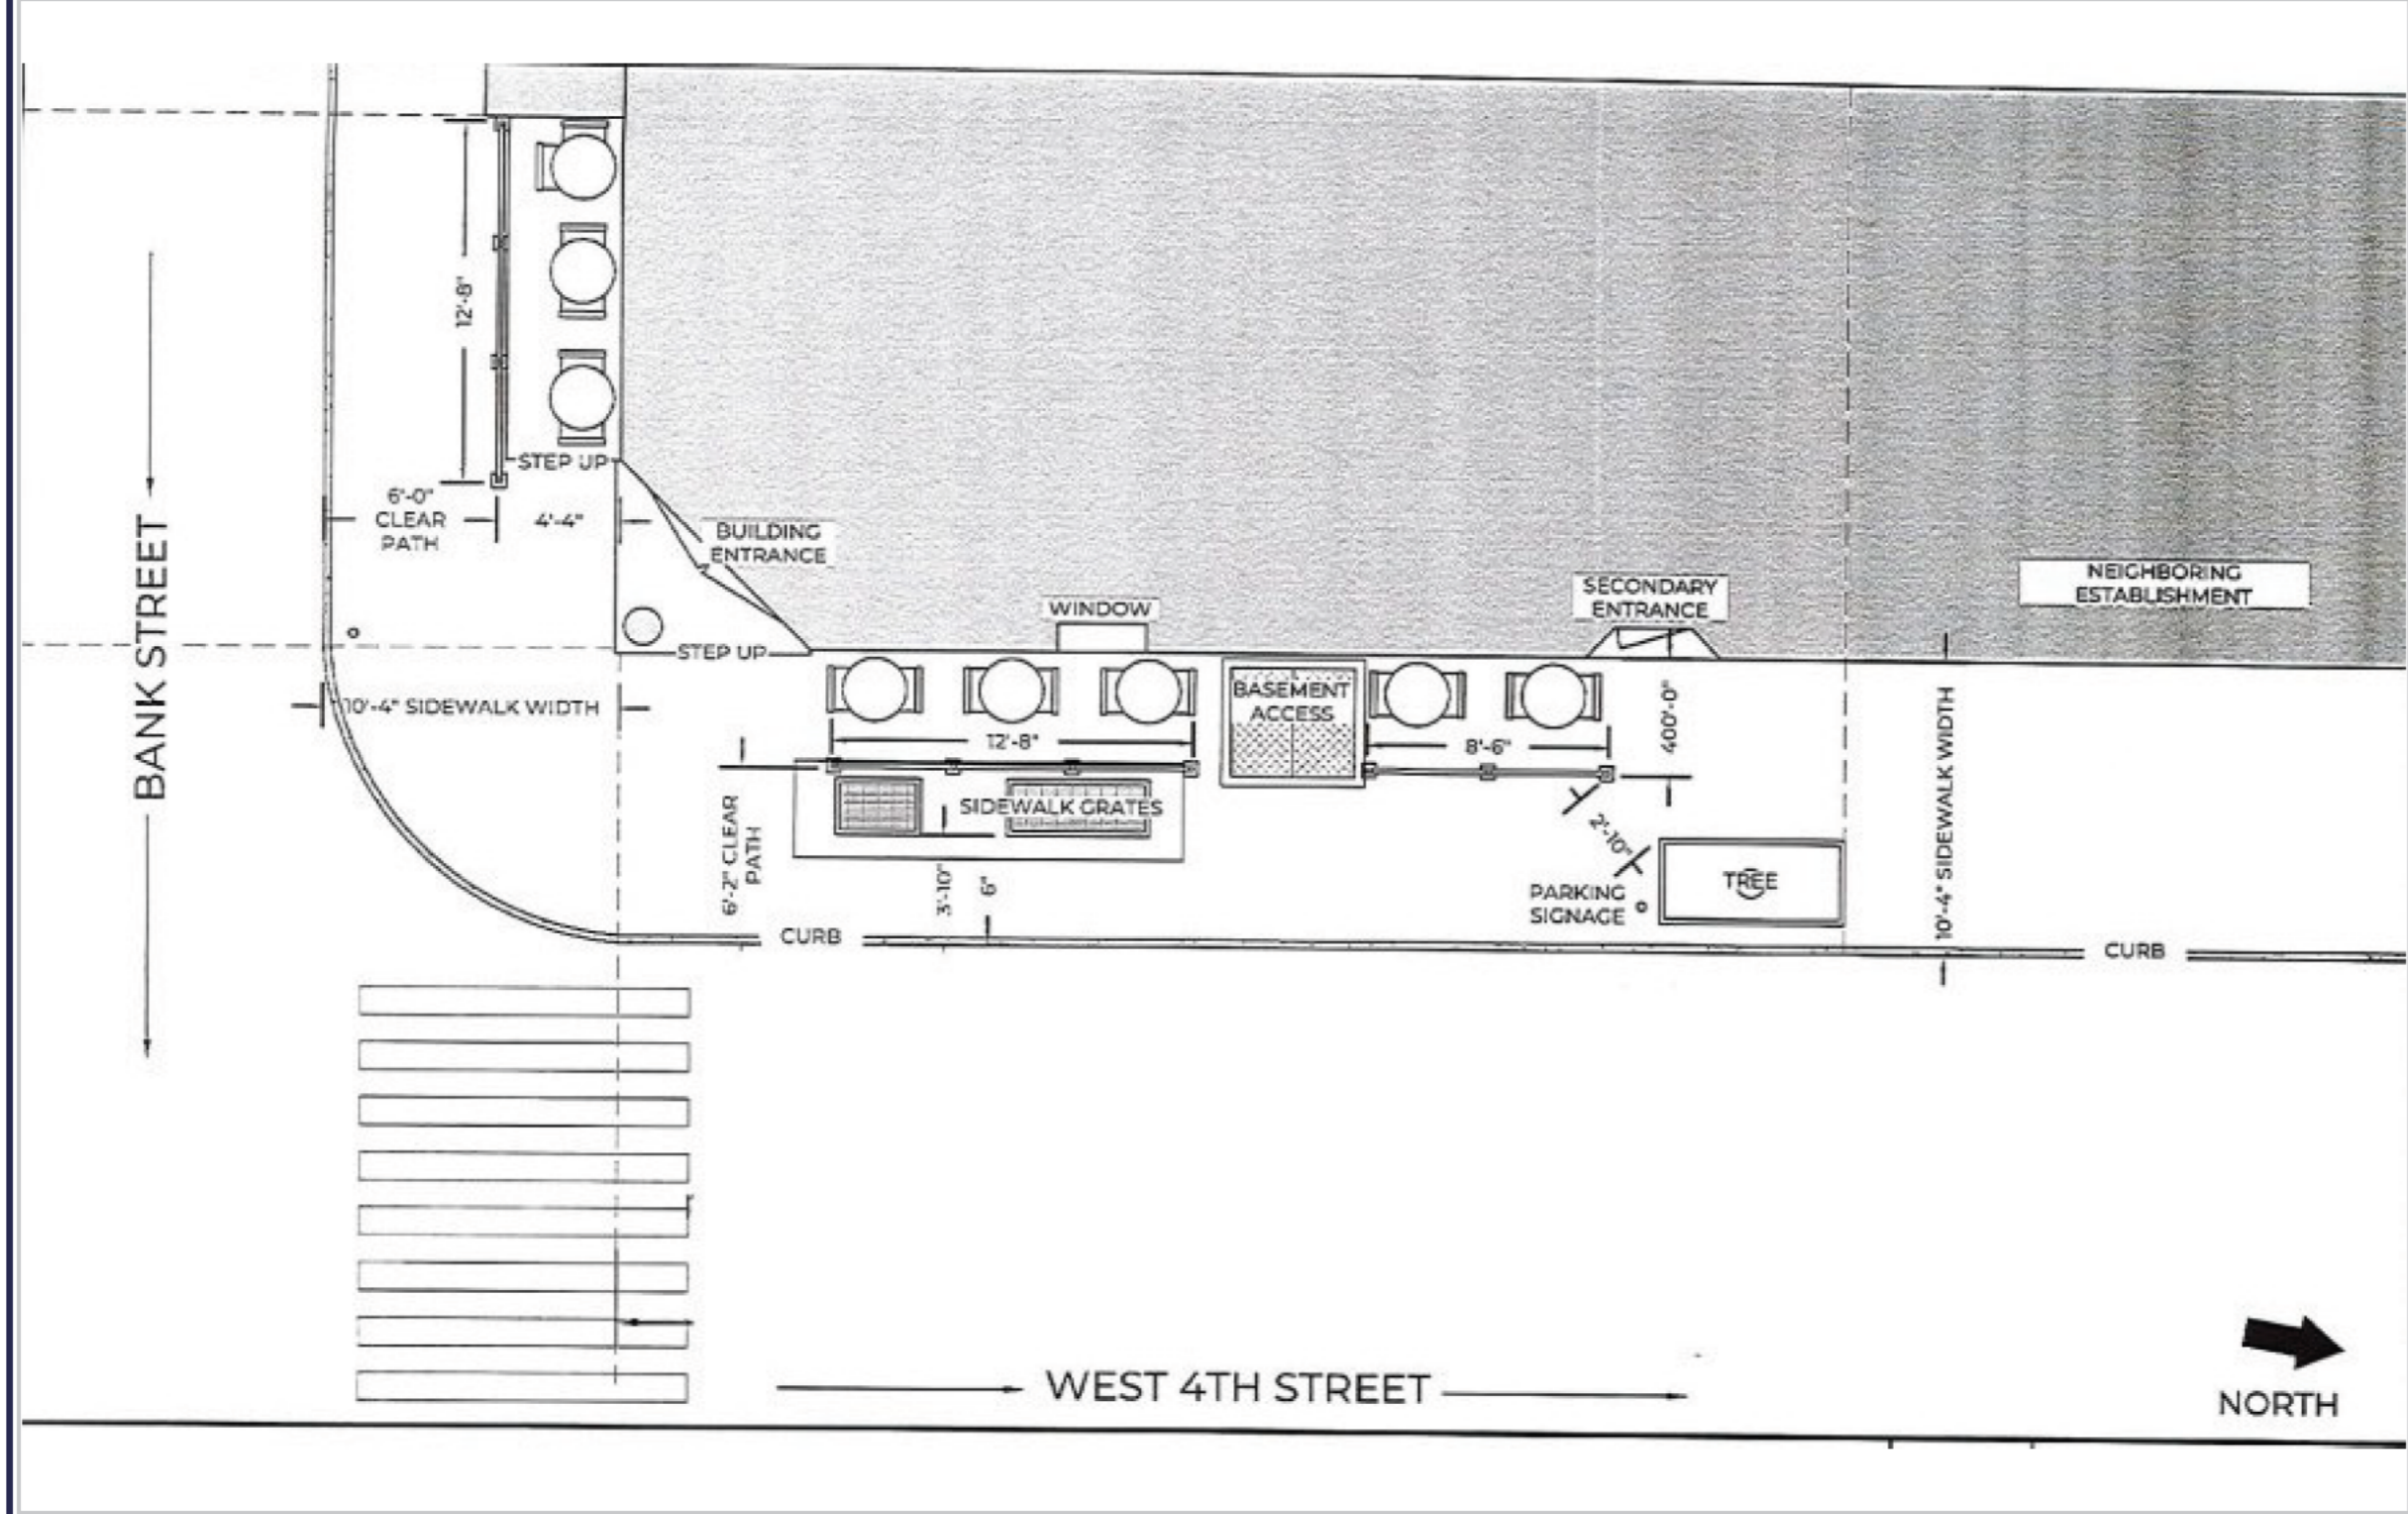 12'-8"
STEP UP
6'-0"
CLEAR
PATH
4'-4"
BUILDING
ENTRANCE
BANK STREET
WINDOW
STEP UP
SECONDARY
ENTRANCE
NEIGHBORING
ESTABLISHMENT
10'-4" SIDEWALK WIDTH
BASEMENT
ACCESS
12'-8"
8'-6"
400'-0"
10'-4" SIDEWALK WIDTH
SIDEWALK GRATES
6'-2" CLEAR
PATH
3'-10"
6"
2'-10"
TREE
PARKING
SIGNAGE
CURB
CURB
WEST 4TH STREET
NORTH